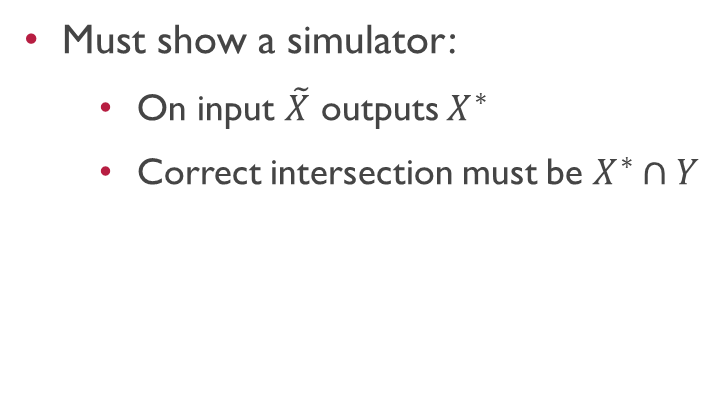 • Must show a simulator:
• On input X̃ outputs X*
• Correct intersection must be X* ∩ Y